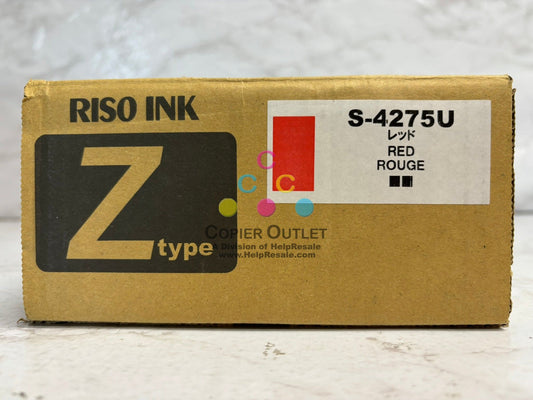 RISO INK
Z type
S-4275U
レッド
RED
ROUGE
C
C C
COPIER OUTLET
A Division of HelpResale
www.HelpResale.com